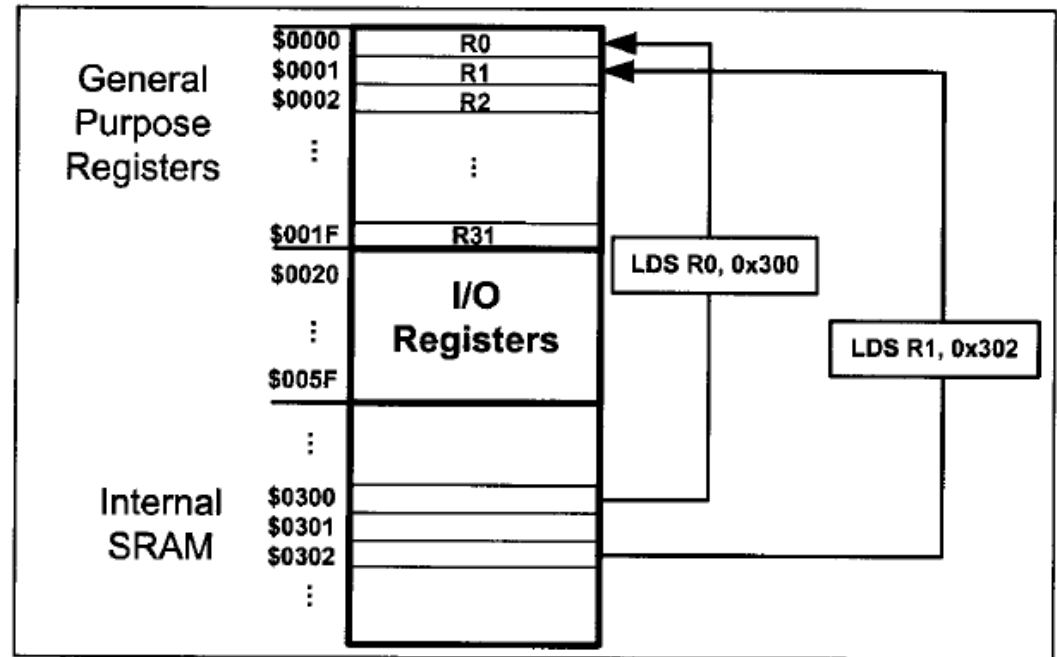 $0000
R0
$0001
R1
$0002
R2
General
Purpose
Registers
⋮
⋮
$001F
R31
LDS R0, 0x300
$0020
I/O
Registers
⋮
LDS R1, 0x302
$005F
⋮
Internal
SRAM
$0300
$0301
$0302
⋮